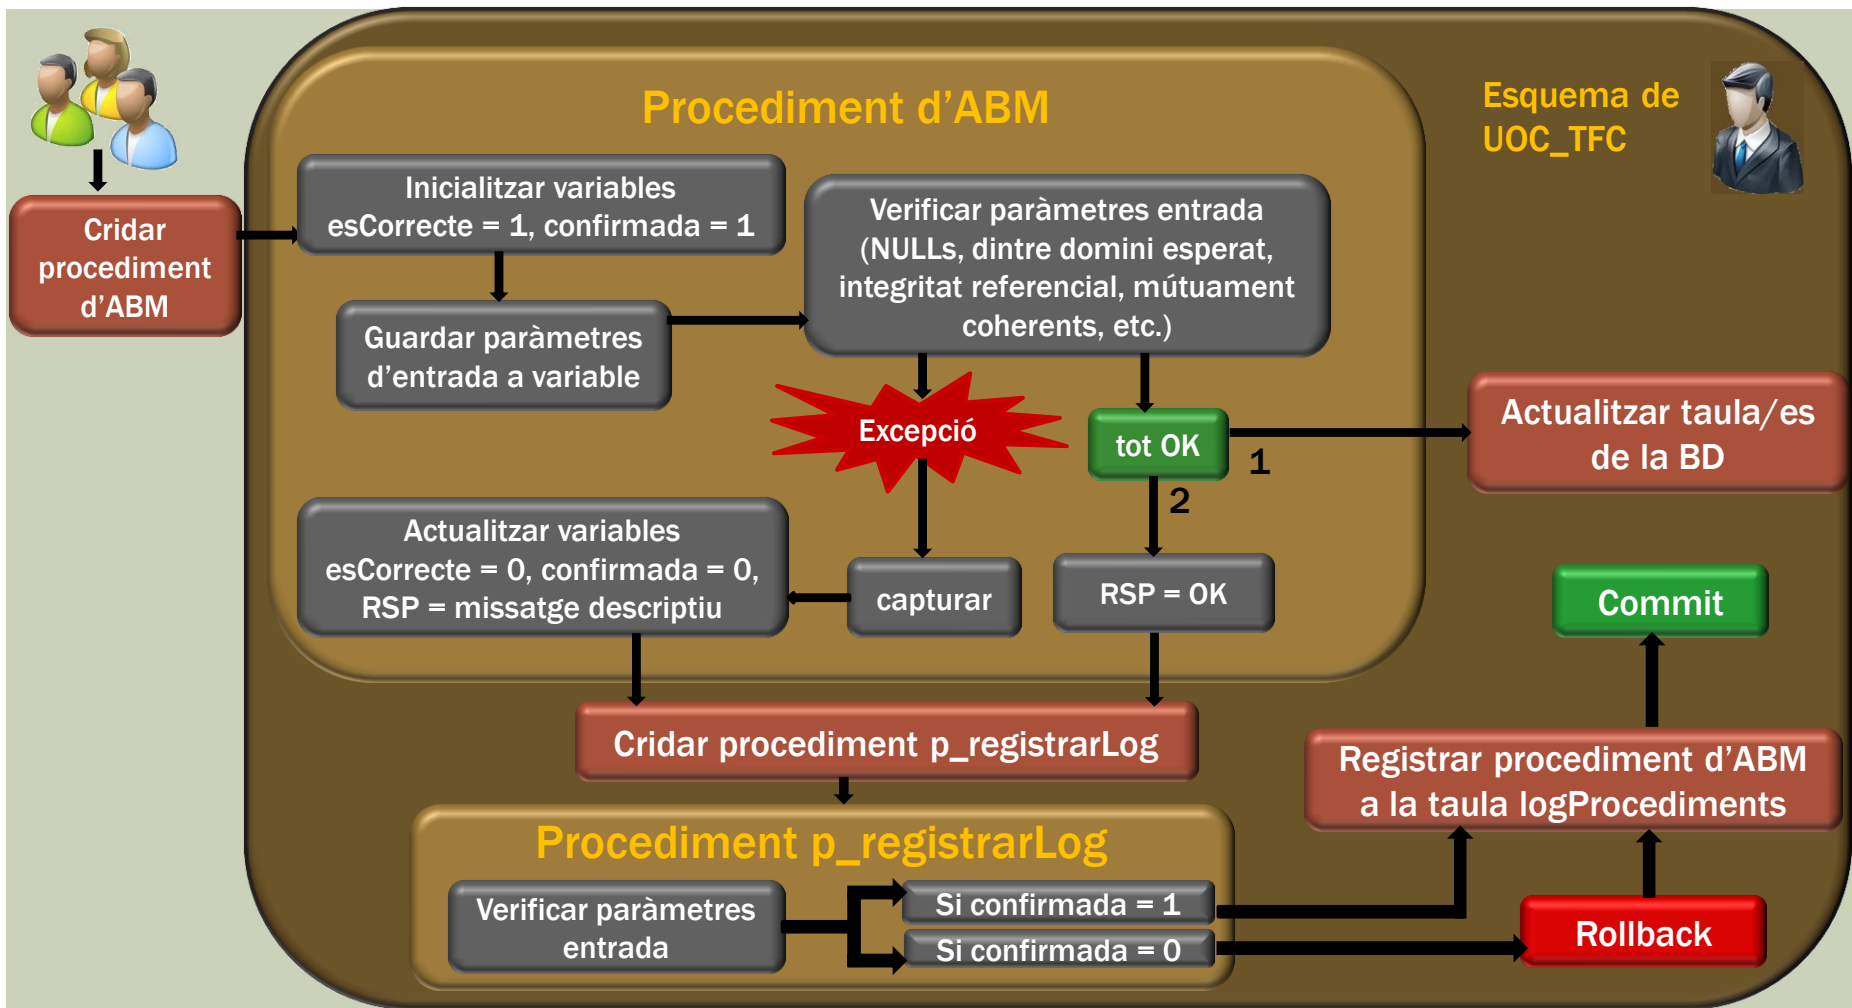 Procediment d'ABM
Esquema de
UOC_TFC
Cridar
procediment
d'ABM
Inicialitzar variables
esCorrecte = 1, confirmada = 1
Guardar paràmetres
d'entrada a variable
Verificar paràmetres entrada
(NULLs, dintre domini esperat,
integritat referencial, mútuament
coherents, etc.)
Excepció
tot OK
1
2
Actualitzar taula/es
de la BD
Actualitzar variables
esCorrecte = 0, confirmada = 0,
RSP = missatge descriptiu
capturar
RSP = OK
Commit
Cridar procediment p_registrarLog
Registrar procediment d'ABM
a la taula logProcediments
Procediment p_registrarLog
Verificar paràmetres
entrada
Si confirmada = 1
Si confirmada = 0
Rollback